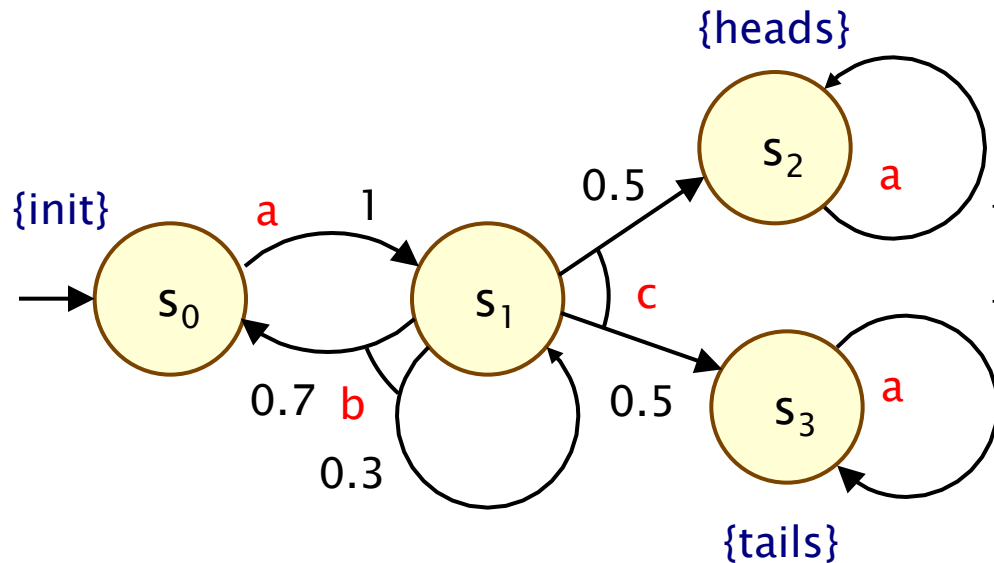 {heads}
s2
a
0.5
{init}
a
1
s0
s1
c
0.7
b
0.5
a
s3
0.3
{tails}